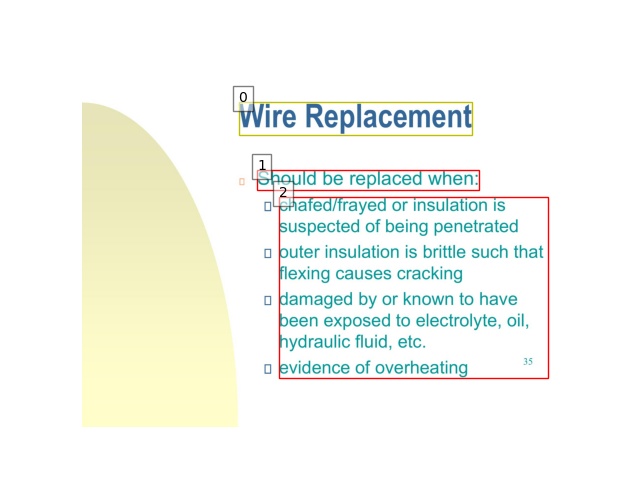 0
Wire Replacement
1
Should be replaced when:
2
chafed/frayed or insulation is
suspected of being penetrated
outer insulation is brittle such that
flexing causes cracking
damaged by or known to have
been exposed to electrolyte, oil,
hydraulic fluid, etc.
evidence of overheating
35